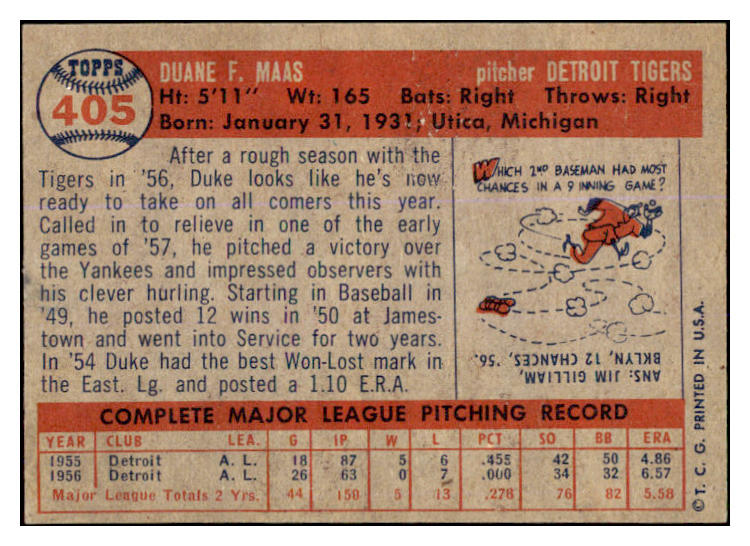 TOPPS
405
DUANE F. MAAS pitcher DETROIT TIGERS
Ht: 5'11" Wt: 165 Bats: Right Throws: Right
Born: January 31, 1931, Utica, Michigan
After a rough season with the
Tigers in '56, Duke looks like he's now
ready to take on all comers this year.
Called in to relieve in one of the early
games of '57, he pitched a victory over
the Yankees and impressed observers with
his clever hurling. Starting in Baseball in
'49, he posted 12 wins in '50 at James-
town and went into Service for two years.
In '54 Duke had the best Won-Lost mark in
the East. Lg. and posted a 1.10 E.R.A.
WHICH 2ND BASEMAN HAD MOST
CHANCES IN A 9 INNING GAME?
ANS: JIM GILLIAM,
BKLYN, 12 CHANCES, '56.
COMPLETE MAJOR LEAGUE PITCHING RECORD
YEAR CLUB LEA. G IP W L PCT SO BB ERA
1955 Detroit A. L. 18 87 5 6 .455 42 50 4.86
1956 Detroit A. L. 26 63 0 7 .000 34 32 6.57
Major League Totals 2 Yrs. 44 150 5 13 .278 76 82 5.58
© T. C. G. PRINTED IN U.S.A.